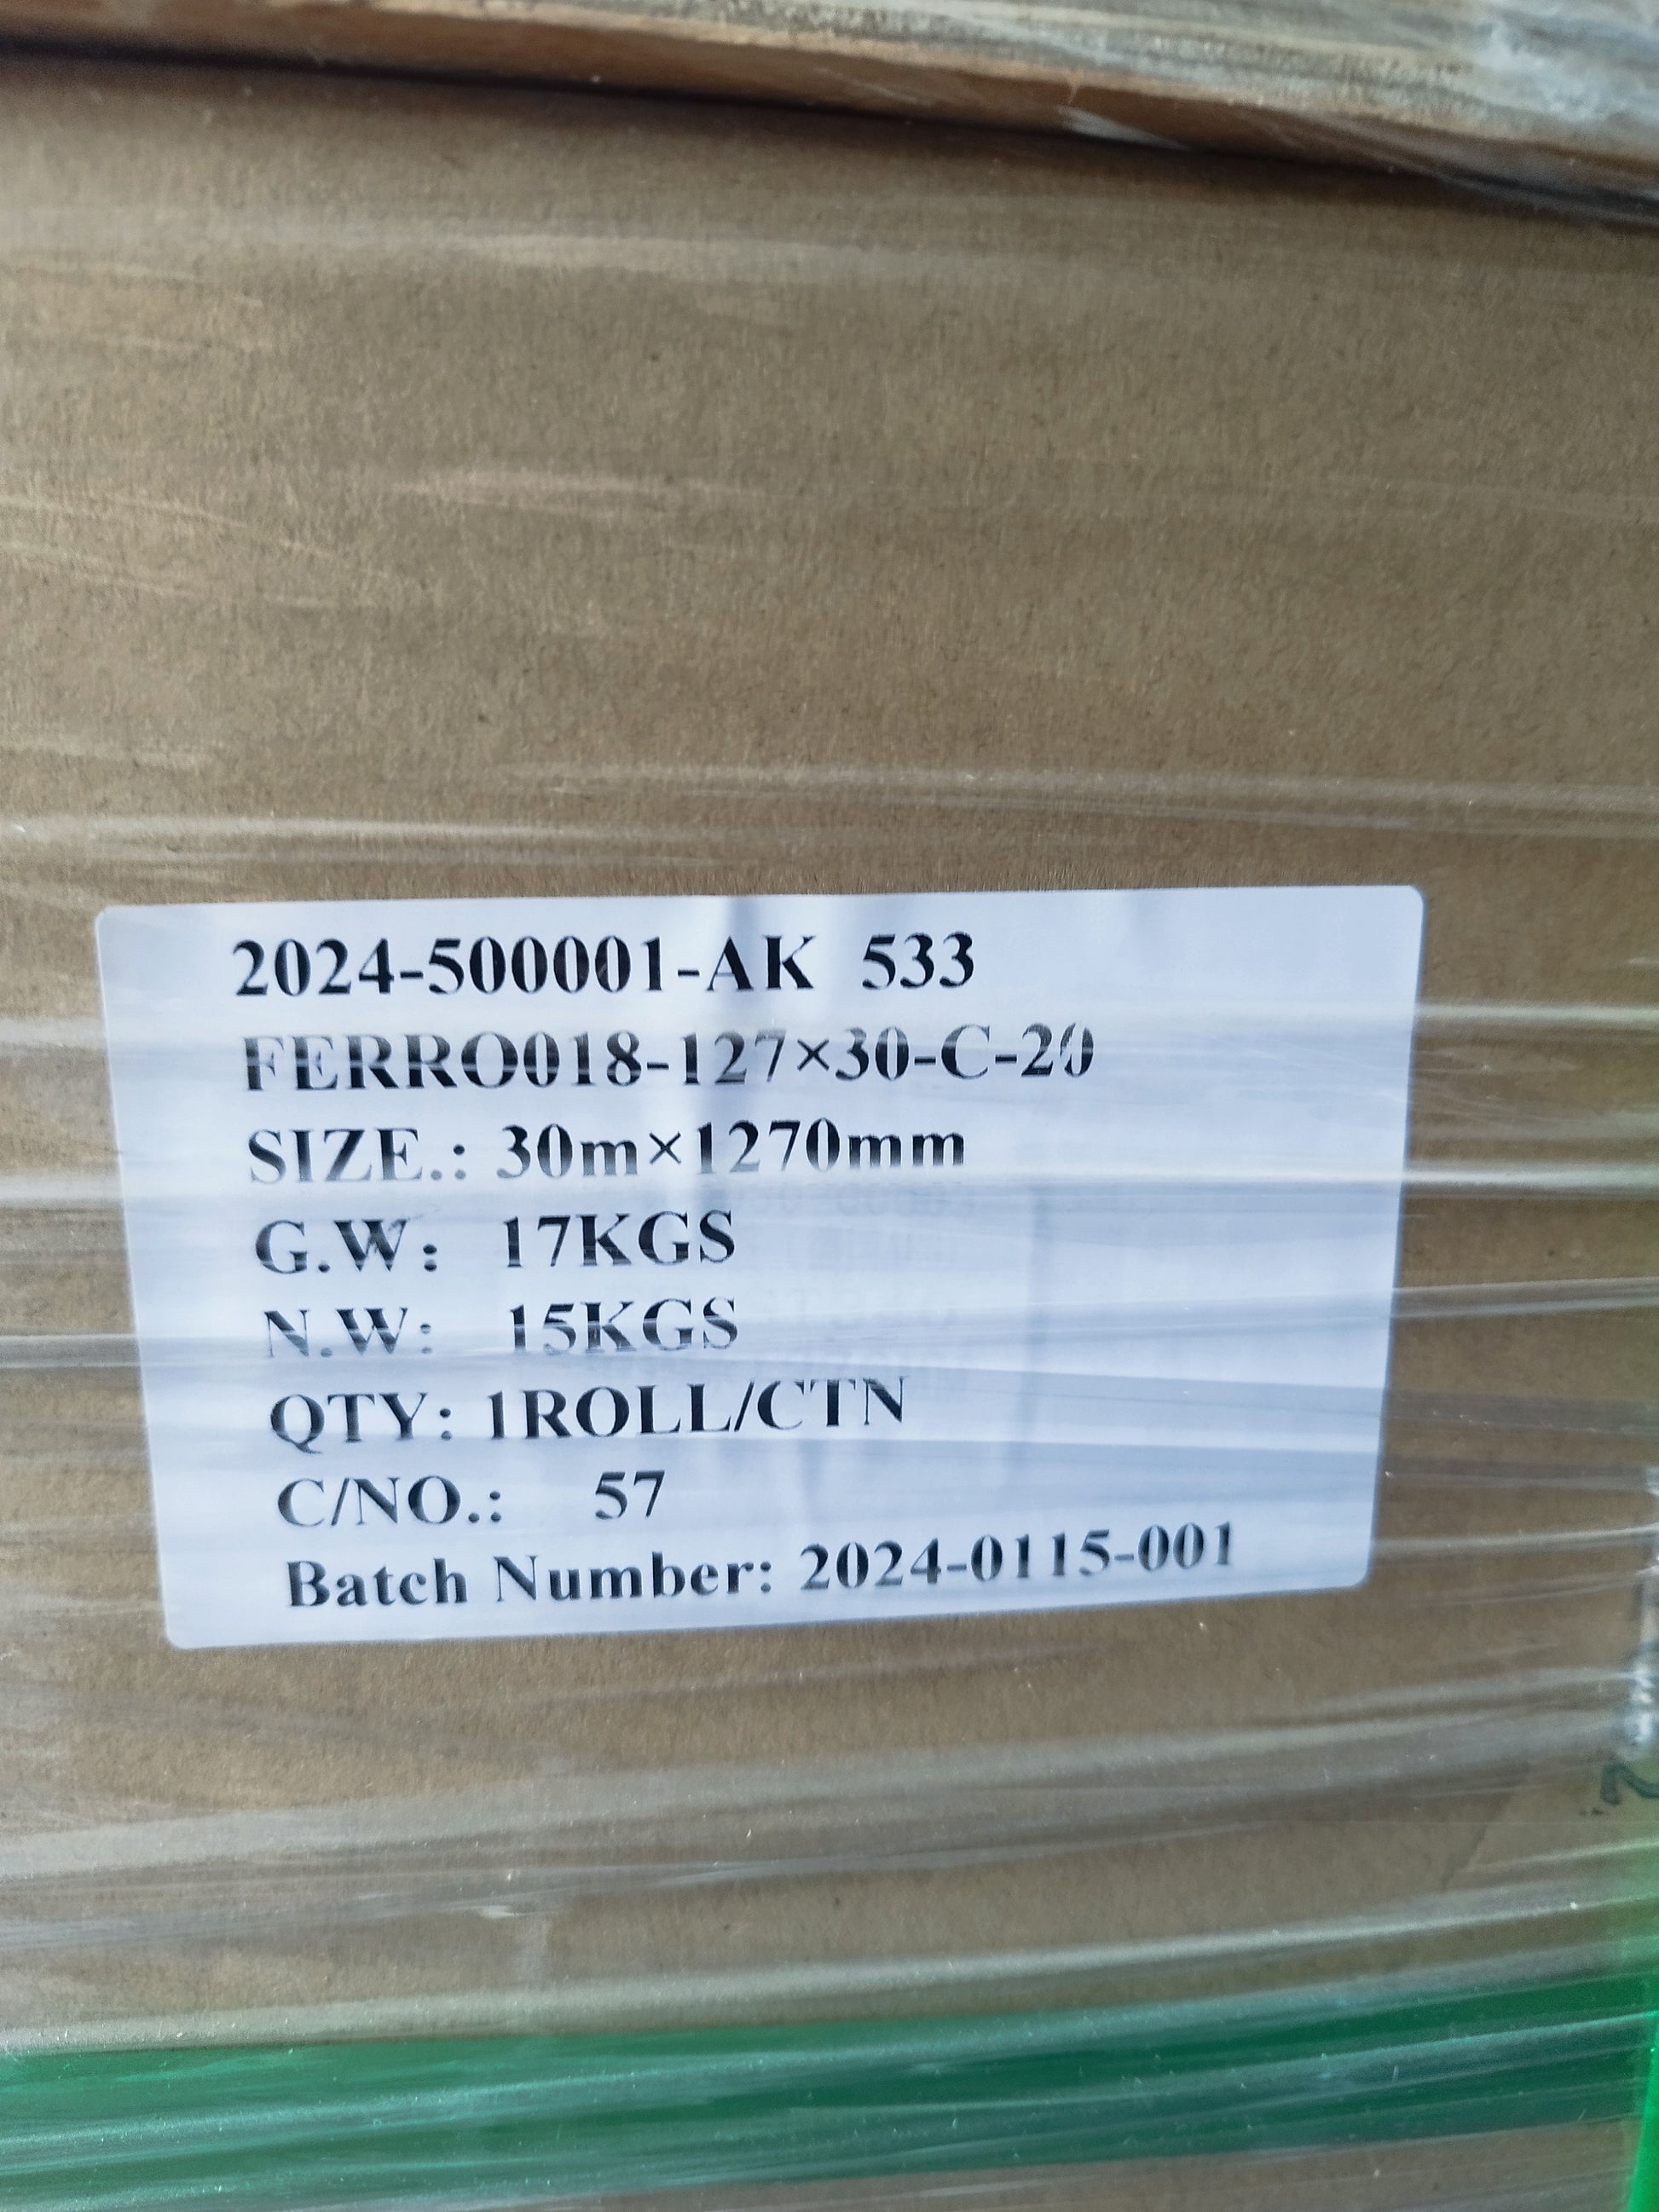 2024-500001-AK 533
FERRO018-127×30-C-20
SIZE.: 30m×1270mm
G.W: 17KGS
N.W: 15KGS
QTY: 1ROLL/CTN
C/NO.: 57
Batch Number: 2024-0115-001